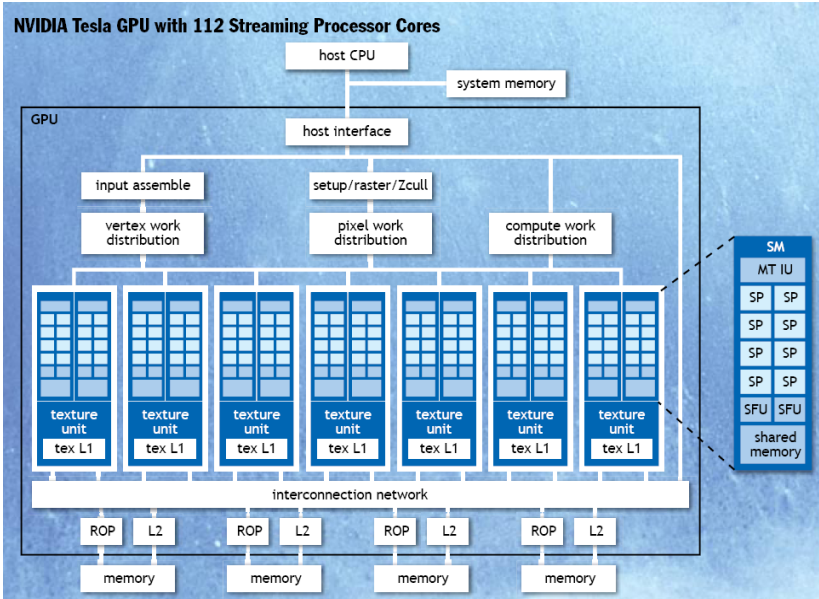 NVIDIA Tesla GPU with 112 Streaming Processor Cores
host CPU
system memory
GPU
host interface
input assemble
setup/raster/Zcull
vertex work
distribution
pixel work
distribution
compute work
distribution
SM
MT IU
SP SP
SP SP
SP SP
SP SP
SFU SFU
shared
memory
texture
unit
tex L1
texture
unit
tex L1
texture
unit
tex L1
texture
unit
tex L1
texture
unit
tex L1
texture
unit
tex L1
texture
unit
tex L1
interconnection network
ROP L2 ROP L2 ROP L2 ROP L2
memory memory memory memory